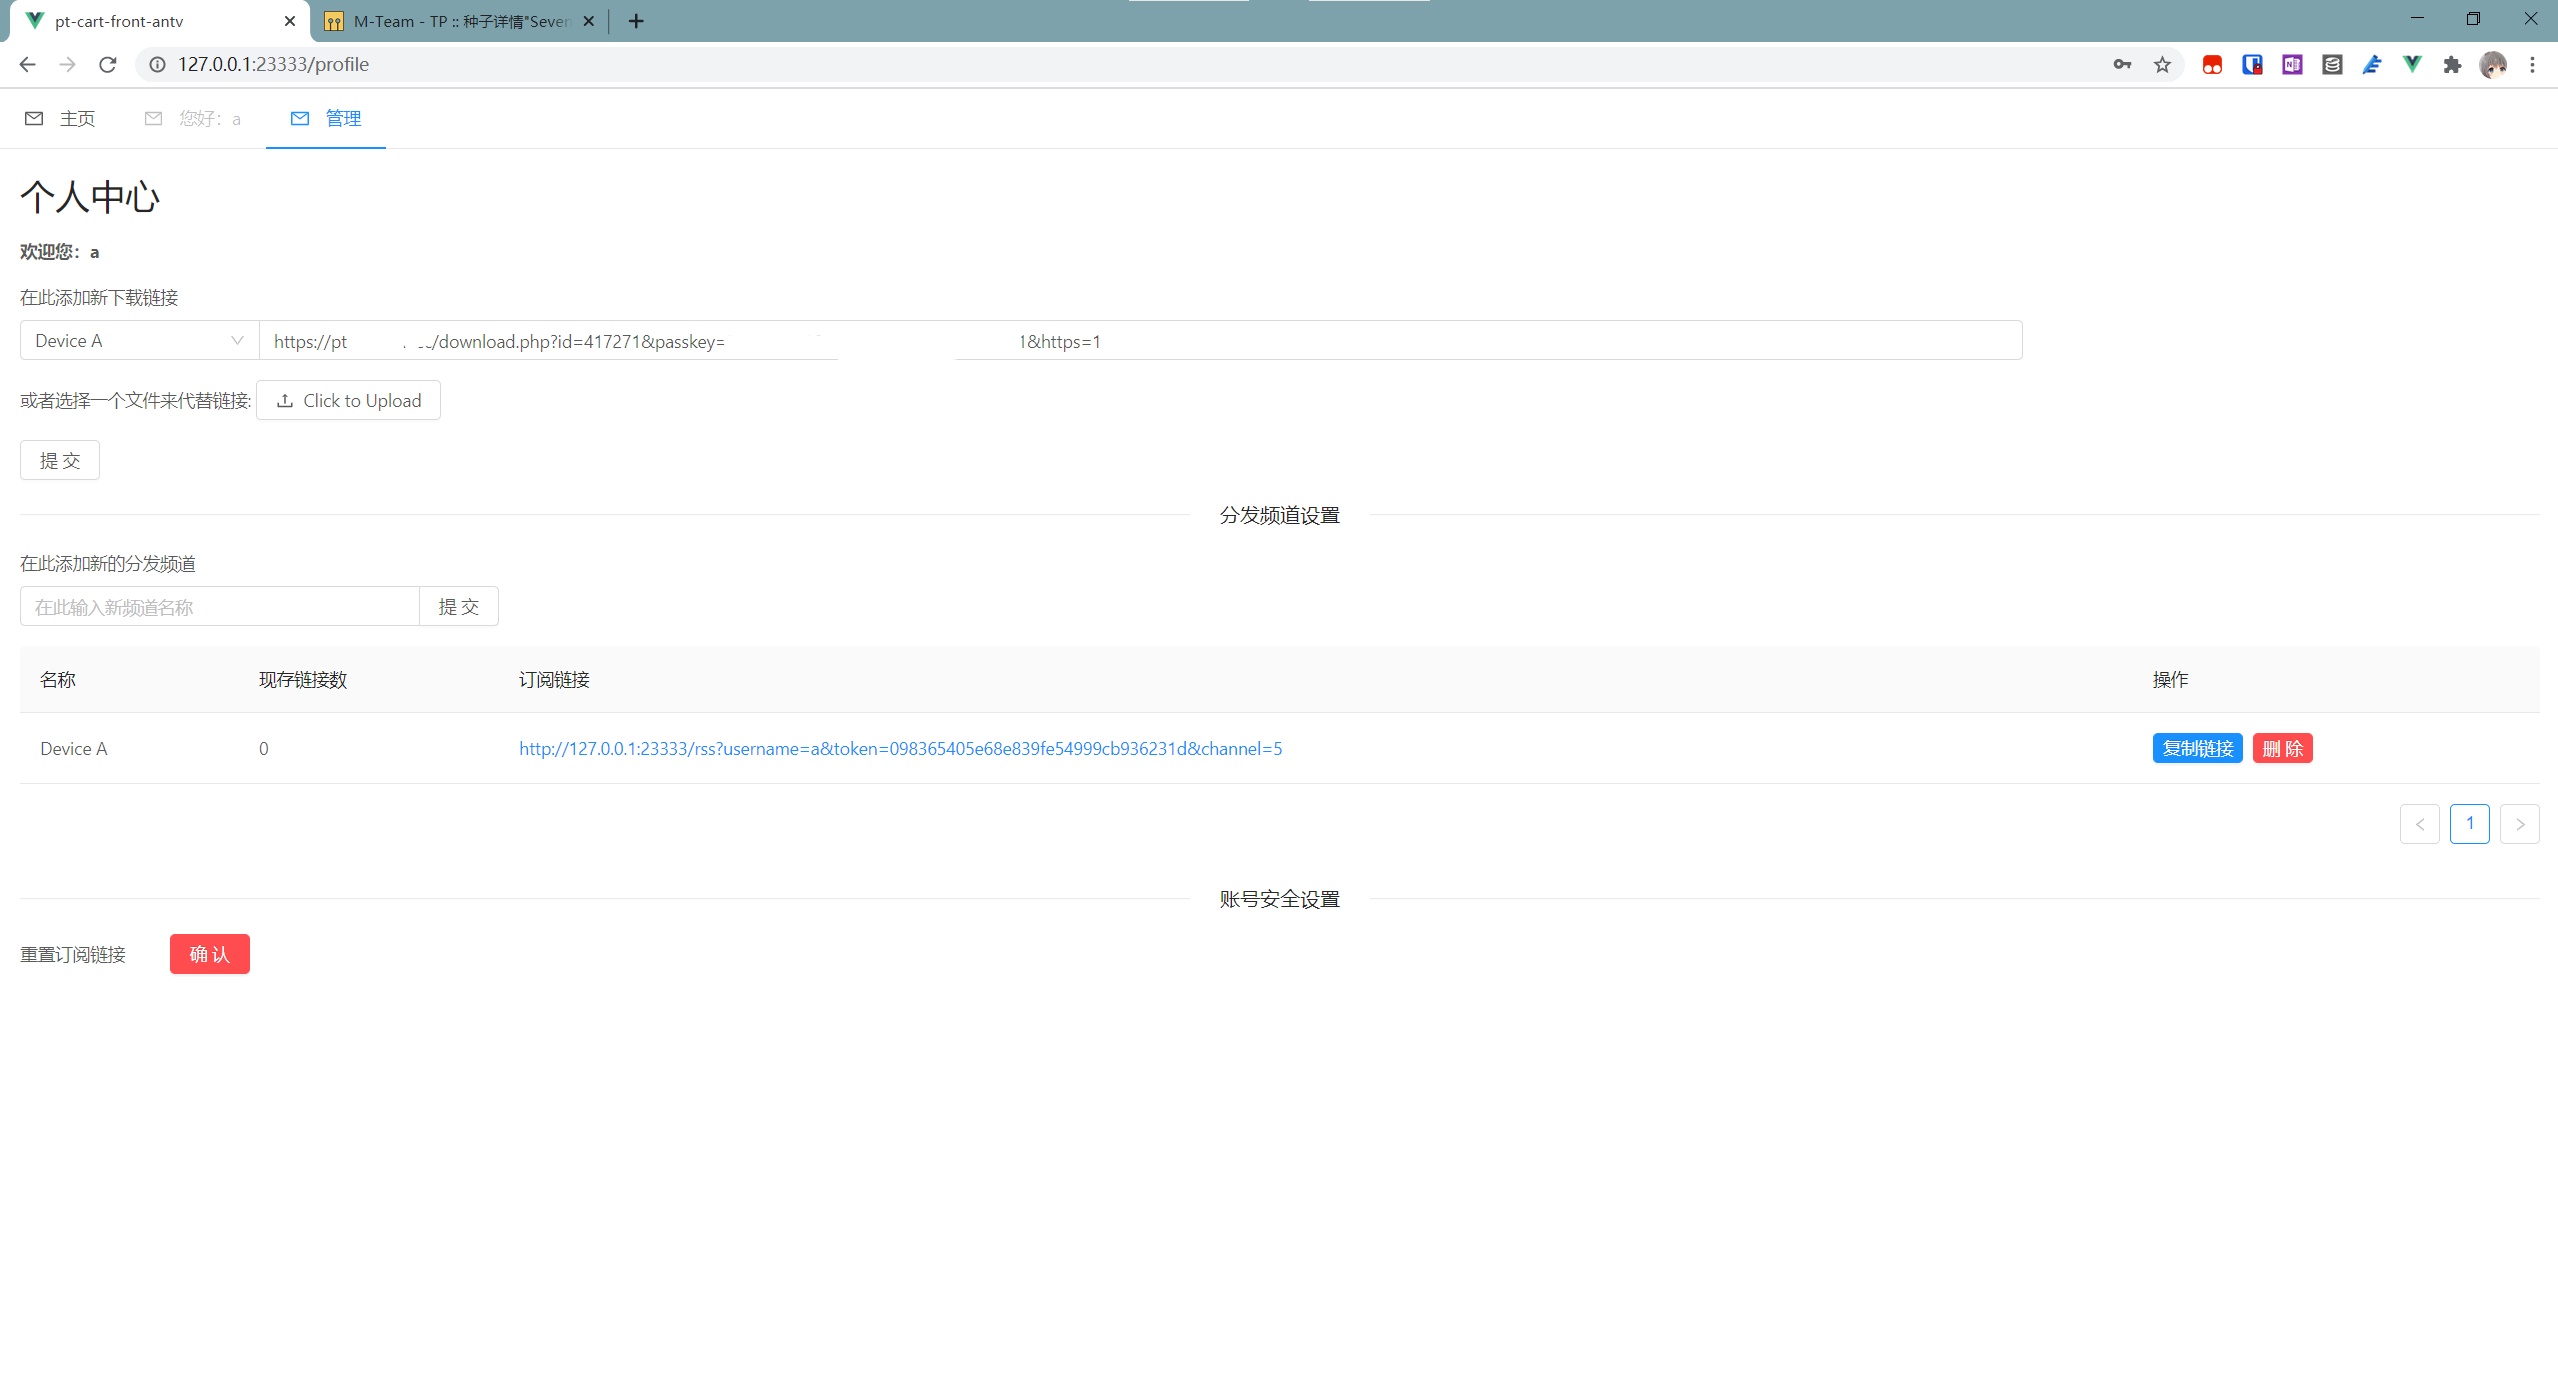 pt-cart-front-antv
M-Team - TP :: 种子详情"Seven
127.0.0.1:23333/profile
主页
您好：a
管理
个人中心
欢迎您：a
在此添加新下载链接
Device A
https://pt /download.php?id=417271&passkey= 1&https=1
或者选择一个文件来代替链接:
Click to Upload
提 交
分发频道设置
在此添加新的分发频道
在此输入新频道名称
提 交
名称 现存链接数 订阅链接 操作
Device A 0 http://127.0.0.1:23333/rss?username=a&token=098365405e68e839fe54999cb936231d&channel=5 复制链接 删 除
< 1 >
账号安全设置
重置订阅链接
确 认